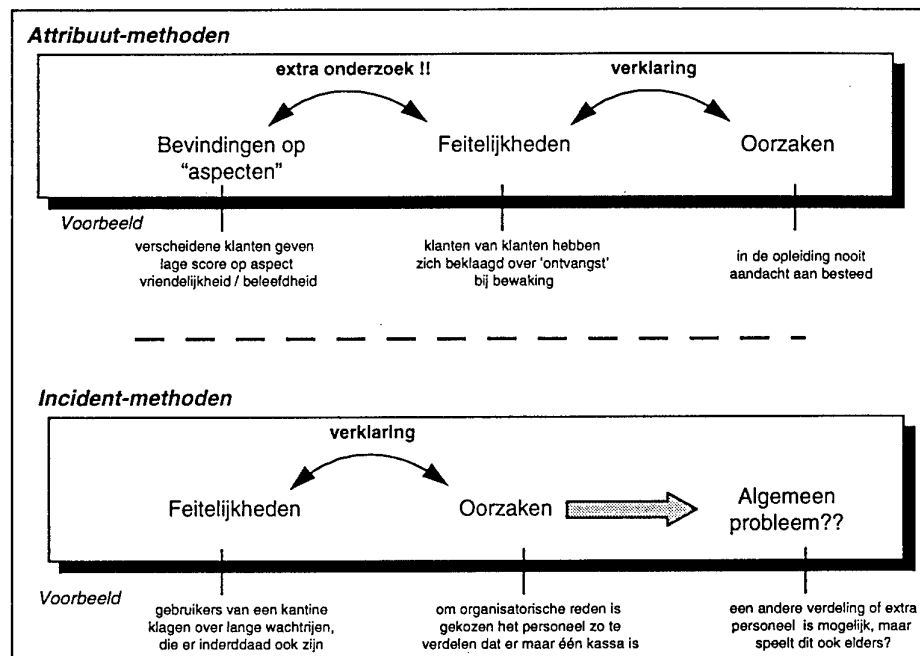 Attribuut-methoden
extra onderzoek !!
verklaring
Bevindingen op
“aspecten”
Feitelijkheden
Oorzaken
Voorbeeld
verscheidene klanten geven
lage score op aspect
vriendelijkheid / beleefdheid
klanten van klanten hebben
zich beklaagd over 'ontvangst'
bij bewaking
in de opleiding nooit
aandacht aan besteed
Incident-methoden
verklaring
Feitelijkheden
Oorzaken
Algemeen
probleem??
Voorbeeld
gebruikers van een kantine
klagen over lange wachtrijen,
die er inderddaad ook zijn
om organisatorische reden is
gekozen het personeel zo te
verdelen dat er maar één kassa is
een andere verdeling of extra
personeel is mogelijk, maar
speelt dit ook elders?